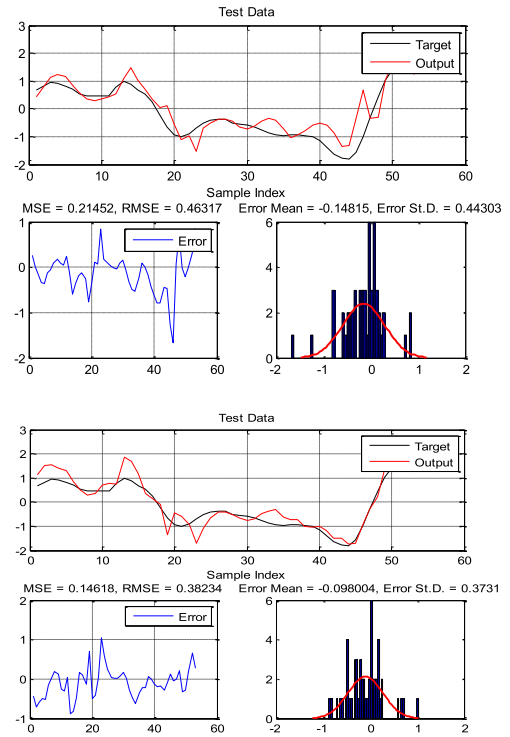 Test Data
3
2
1
0
-1
-2
Target
Output
0 10 20 30 40 50 60
Sample Index
MSE = 0.21452, RMSE = 0.46317 Error Mean = -0.14815, Error St.D. = 0.44303
1
0
-1
-2
Error
0 20 40 60
6
4
2
0
-2 -1 0 1 2
Test Data
3
2
1
0
-1
-2
Target
Output
0 10 20 30 40 50 60
Sample Index
MSE = 0.14618, RMSE = 0.38234 Error Mean = -0.098004, Error St.D. = 0.3731
2
1
0
-1
Error
0 20 40 60
6
4
2
0
-2 -1 0 1 2